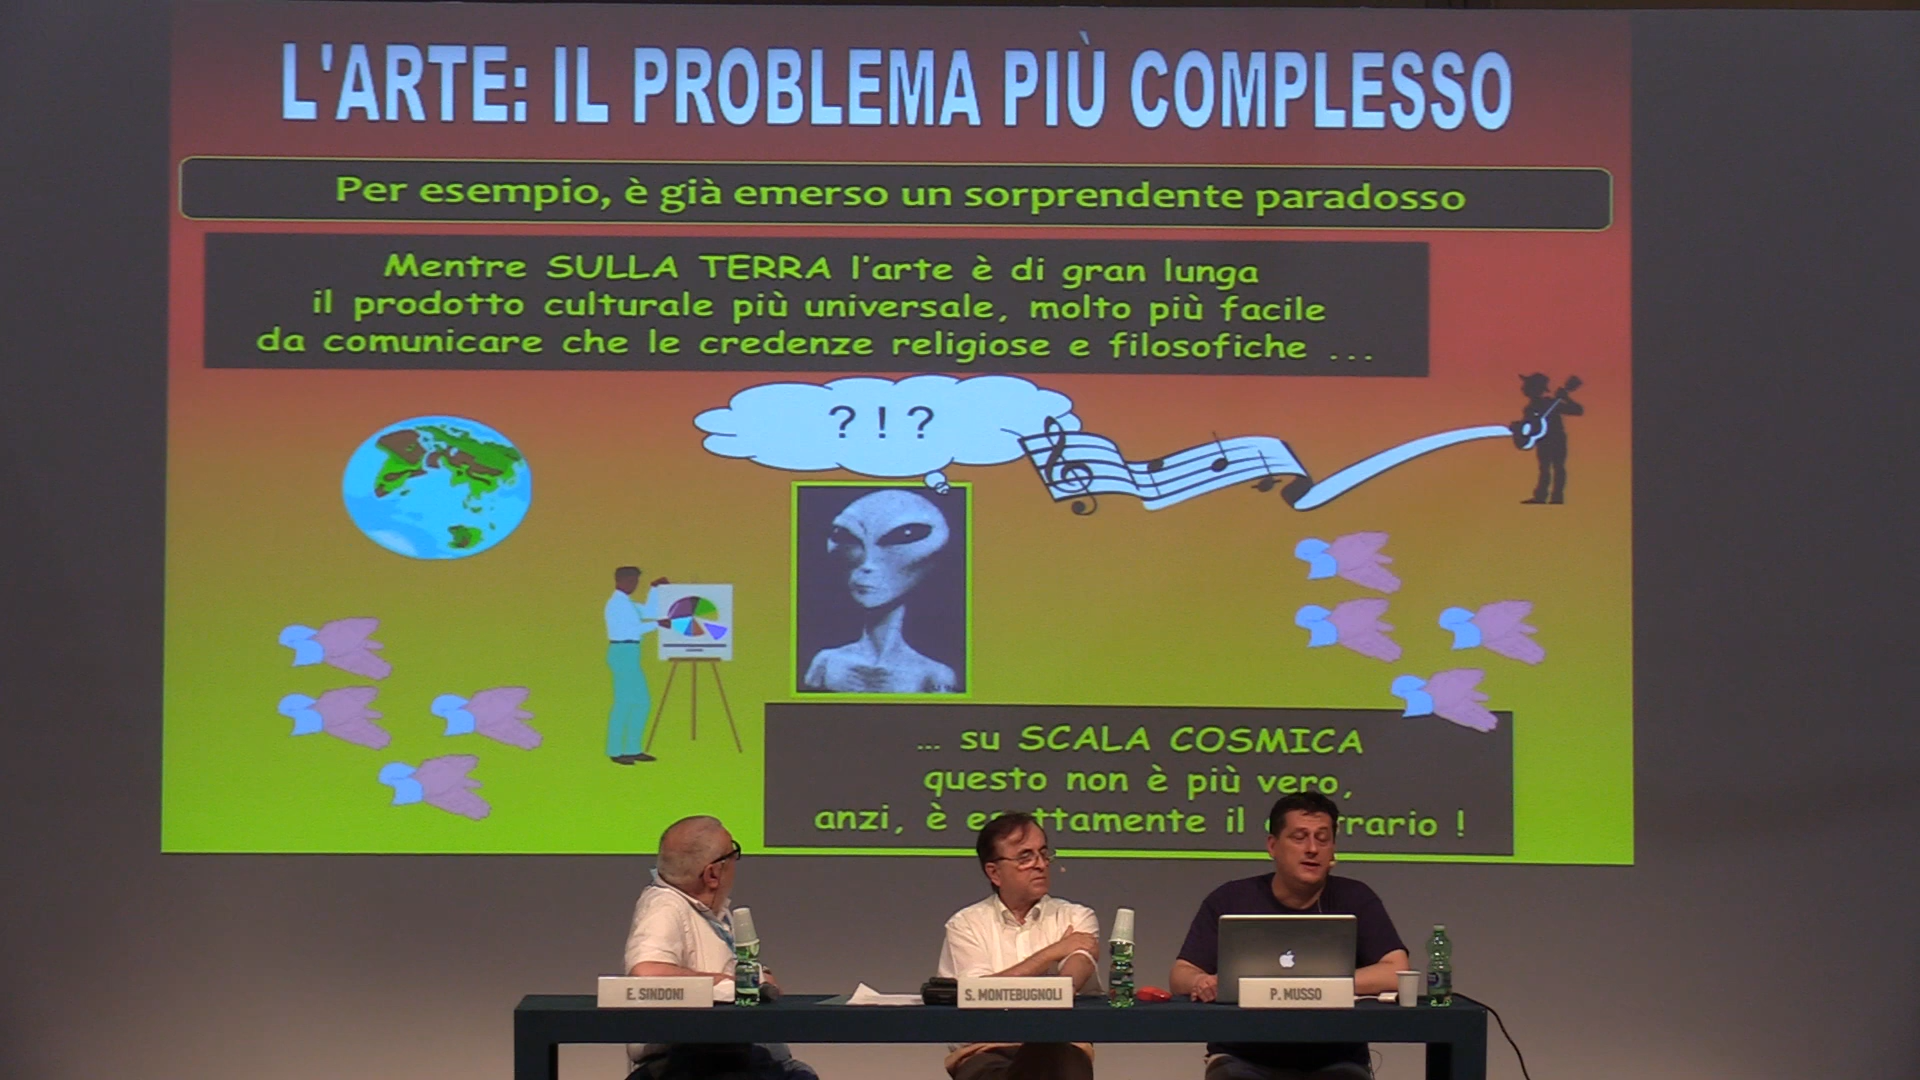 L'ARTE: IL PROBLEMA PIÙ COMPLESSO
Per esempio, è già emerso un sorprendente paradosso
Mentre SULLA TERRA l'arte è di gran lunga
il prodotto culturale più universale, molto più facile
da comunicare che le credenze religiose e filosofiche ...
? ! ?
... su SCALA COSMICA
questo non è più vero,
anzi, è il !
E. SINDONI
S. MONTEBUGNOLI
P. MUSSO